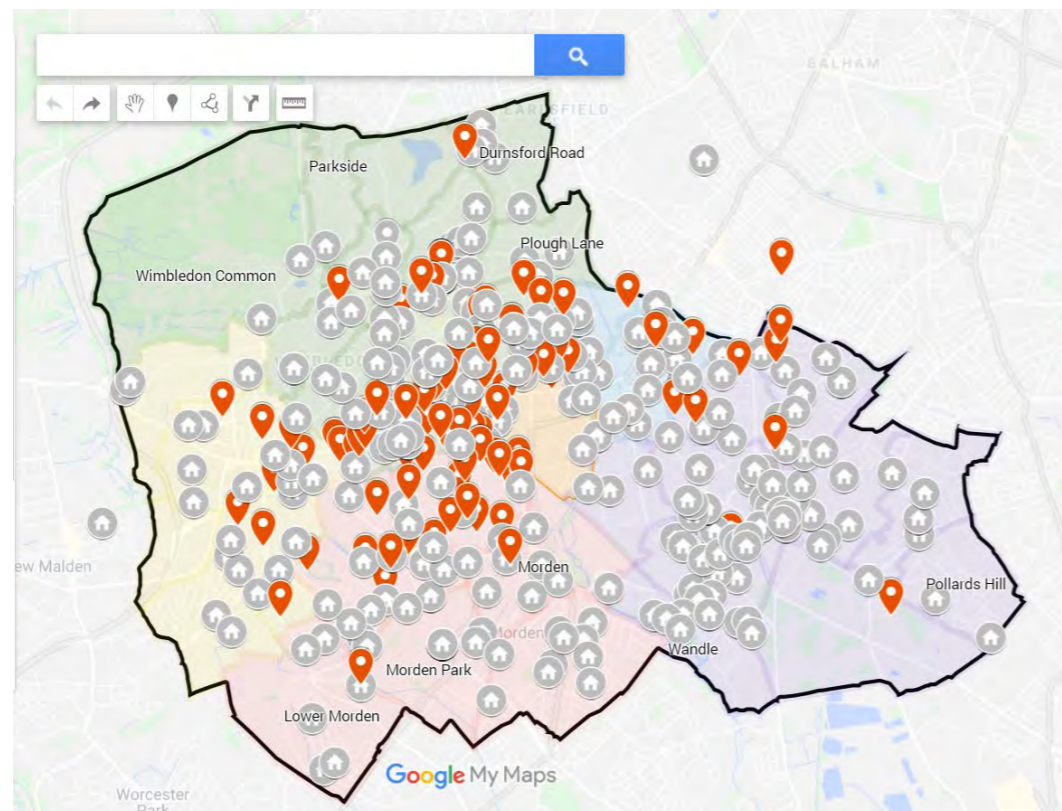 BALHAM
EARLSFIELD
Durnsford Road
Parkside
Plough Lane
Wimbledon Common
ew Malden
Morden
Pollards Hill
Morden
Wandle
Morden Park
Lower Morden
Google My Maps
Worcester
Park